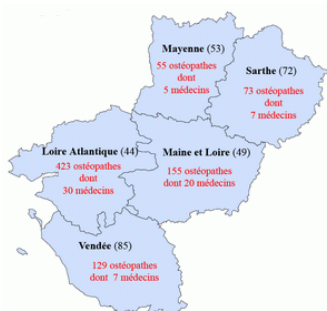 Mayenne (53)
55 ostéopathes
dont
5 médecins
Sarthe (72)
73 ostéopathes
dont
7 médecins
Loire Atlantique (44)
423 ostéopathes
dont
30 médecins
Maine et Loire (49)
155 ostéopathes
dont 20 médecins
Vendée (85)
129 ostéopathes
dont 7 médecins